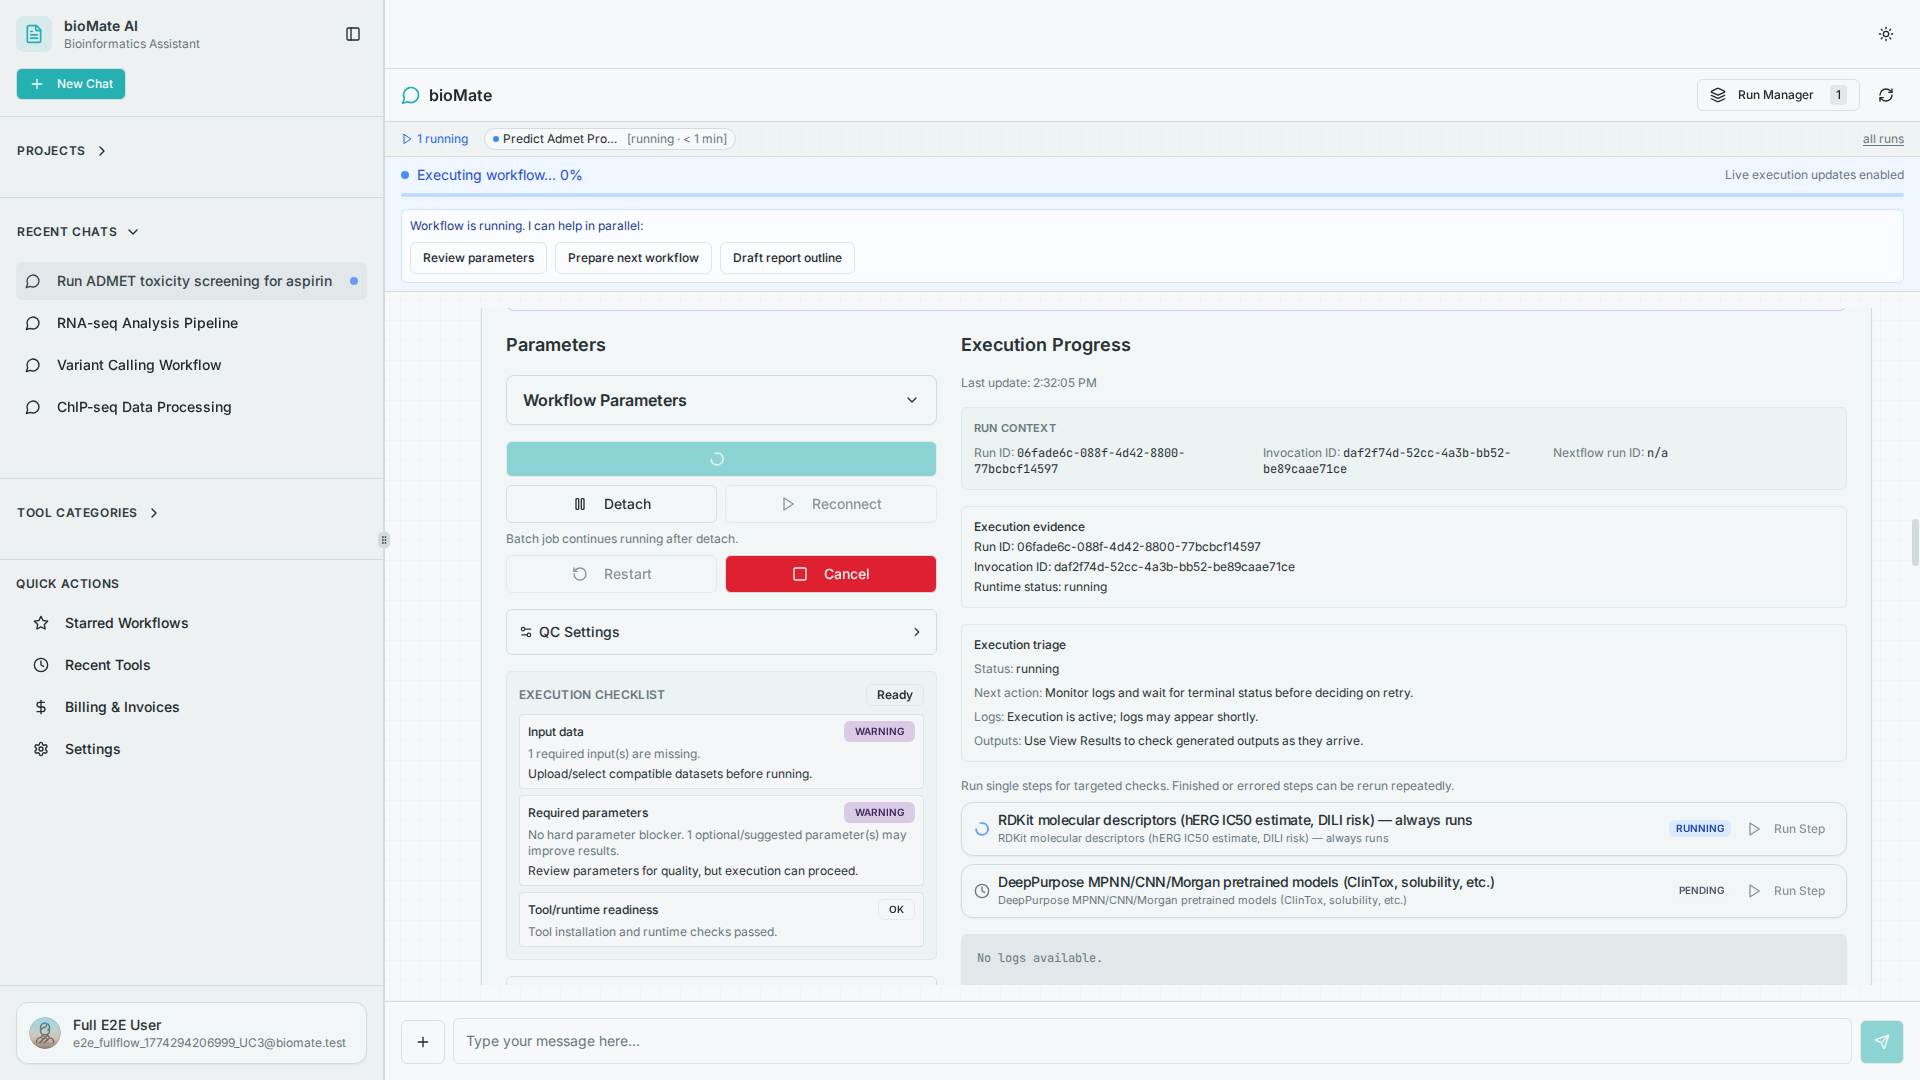 bioMate AI
Bioinformatics Assistant
New Chat
PROJECTS
RECENT CHATS
Run ADMET toxicity screening for aspirin
RNA-seq Analysis Pipeline
Variant Calling Workflow
ChIP-seq Data Processing
TOOL CATEGORIES
QUICK ACTIONS
Starred Workflows
Recent Tools
Billing & Invoices
Settings
Full E2E User
e2e_fullflow_1774294206999_UC3@biomate.test
bioMate
Run Manager 1
1 running
Predict Admet Pro... [running · < 1 min]
all runs
Executing workflow... 0%
Live execution updates enabled
Workflow is running. I can help in parallel:
Review parameters
Prepare next workflow
Draft report outline
Parameters
Workflow Parameters
Detach
Reconnect
Batch job continues running after detach.
Restart
Cancel
QC Settings
EXECUTION CHECKLIST
Ready
Input data
WARNING
1 required input(s) are missing.
Upload/select compatible datasets before running.
Required parameters
WARNING
No hard parameter blocker. 1 optional/suggested parameter(s) may
improve results.
Review parameters for quality, but execution can proceed.
Tool/runtime readiness
OK
Tool installation and runtime checks passed.
Execution Progress
Last update: 2:32:05 PM
RUN CONTEXT
Run ID: 06fade6c-088f-4d42-8800-
77bcbcf14597
Invocation ID: daf2f74d-52cc-4a3b-bb52-
be89caae71ce
Nextflow run ID: n/a
Execution evidence
Run ID: 06fade6c-088f-4d42-8800-77bcbcf14597
Invocation ID: daf2f74d-52cc-4a3b-bb52-be89caae71ce
Runtime status: running
Execution triage
Status: running
Next action: Monitor logs and wait for terminal status before deciding on retry.
Logs: Execution is active; logs may appear shortly.
Outputs: Use View Results to check generated outputs as they arrive.
Run single steps for targeted checks. Finished or errored steps can be rerun repeatedly.
RDKit molecular descriptors (hERG IC50 estimate, DILI risk) — always runs
RDKit molecular descriptors (hERG IC50 estimate, DILI risk) — always runs
RUNNING
Run Step
DeepPurpose MPNN/CNN/Morgan pretrained models (ClinTox, solubility, etc.)
DeepPurpose MPNN/CNN/Morgan pretrained models (ClinTox, solubility, etc.)
PENDING
Run Step
No logs available.
Type your message here...